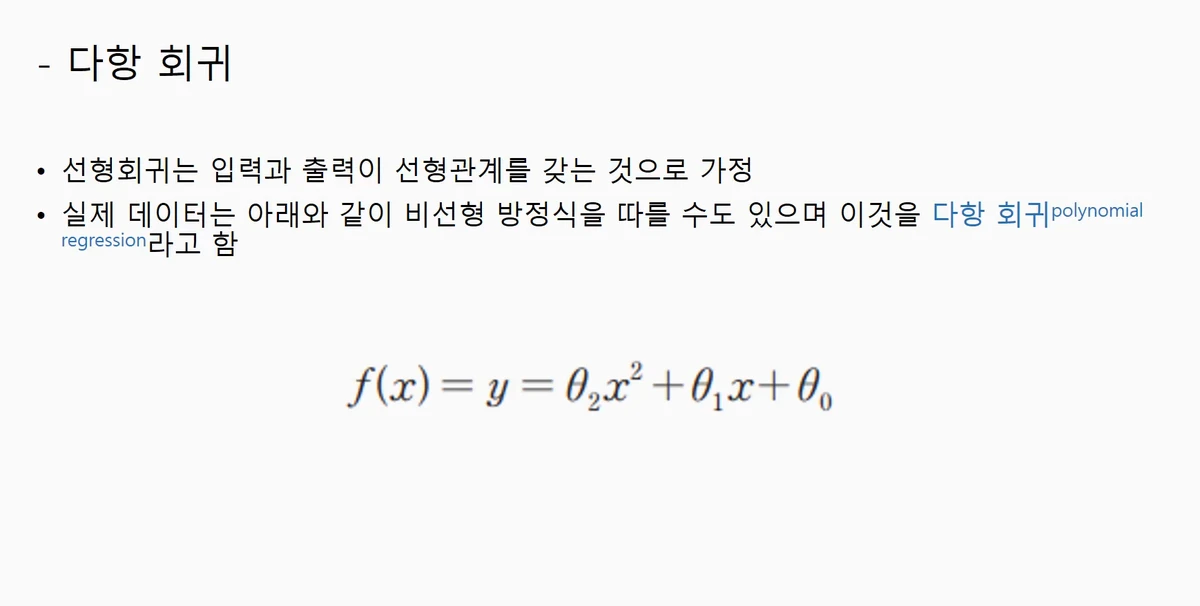 - 다항 회귀
• 선형회귀는 입력과 출력이 선형관계를 갖는 것으로 가정
• 실제 데이터는 아래와 같이 비선형 방정식을 따를 수도 있으며 이것을 다항 회귀polynomial
regression라고 함
f(x) = y = θ₂x² + θ₁x + θ₀